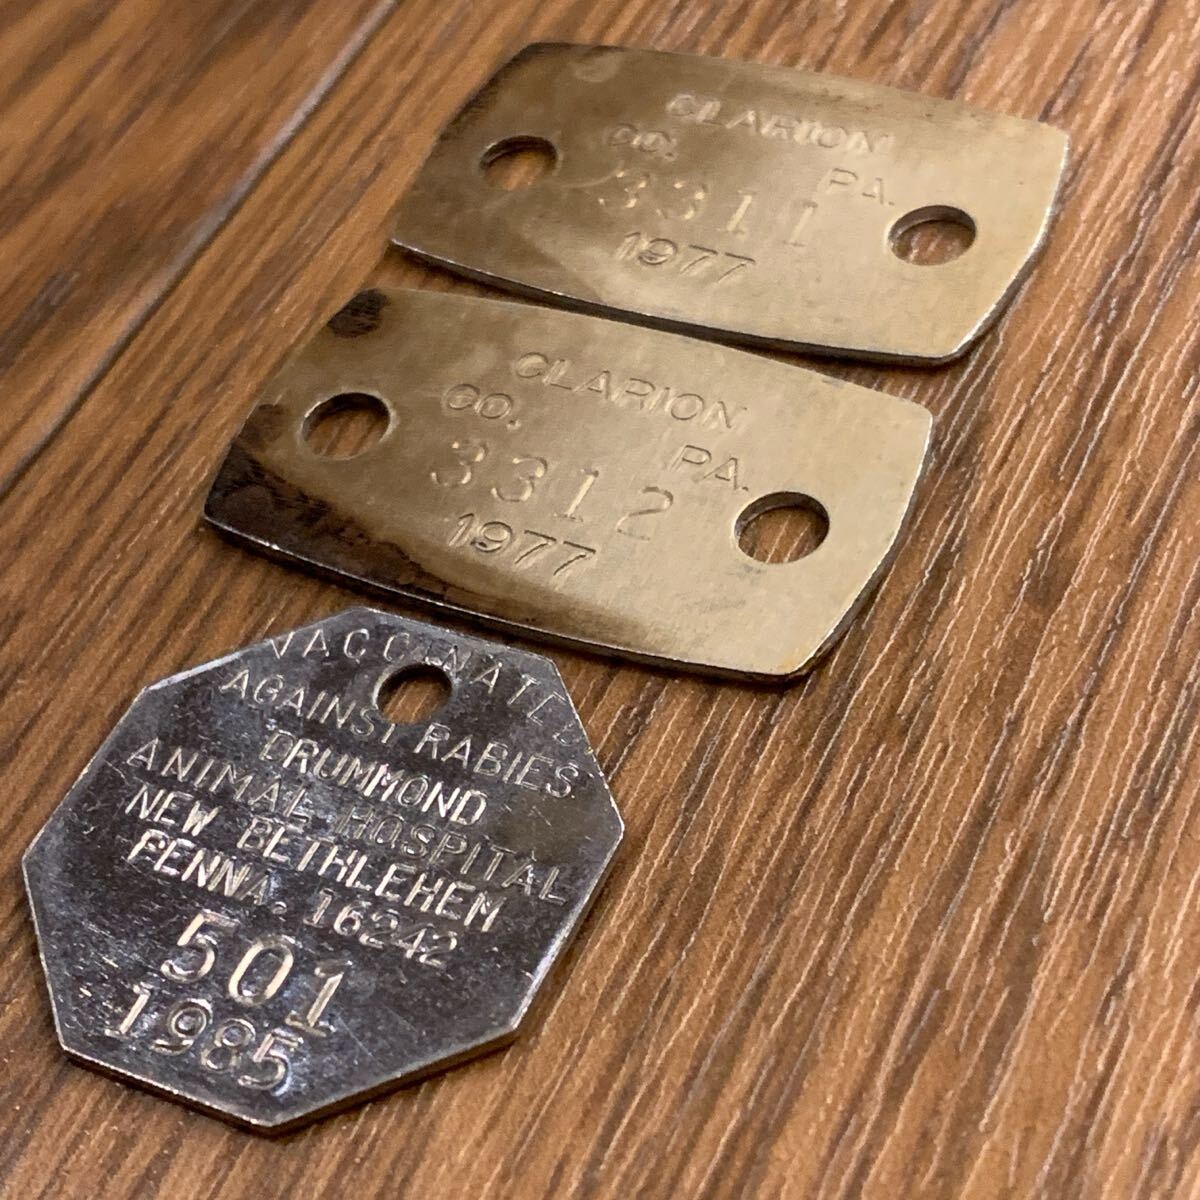 CLARION
CO. PA.
3311
1977
CLARION
CO. PA.
3312
1977
VACCINATED
AGAINST RABIES
DRUMMOND
ANIMAL HOSPITAL
NEW BETHLEHEM
PENNA. 16242
501
1985